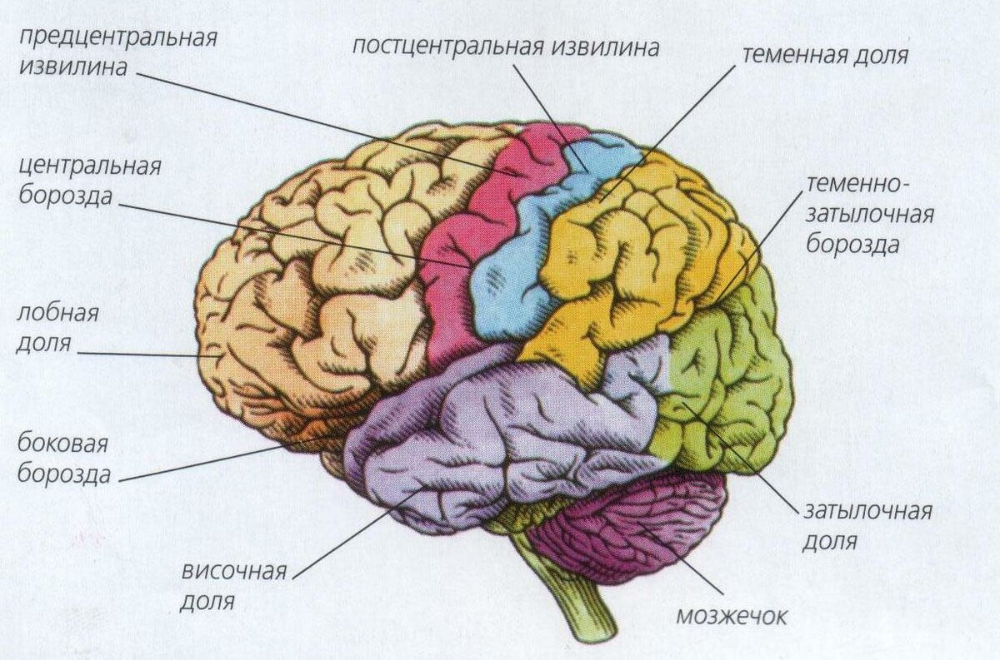 предцентральная
извилина
постцентральная извилина
теменная доля
центральная
борозда
теменно-
затылочная
борозда
лобная
доля
боковая
борозда
затылочная
доля
височная
доля
мозжечок